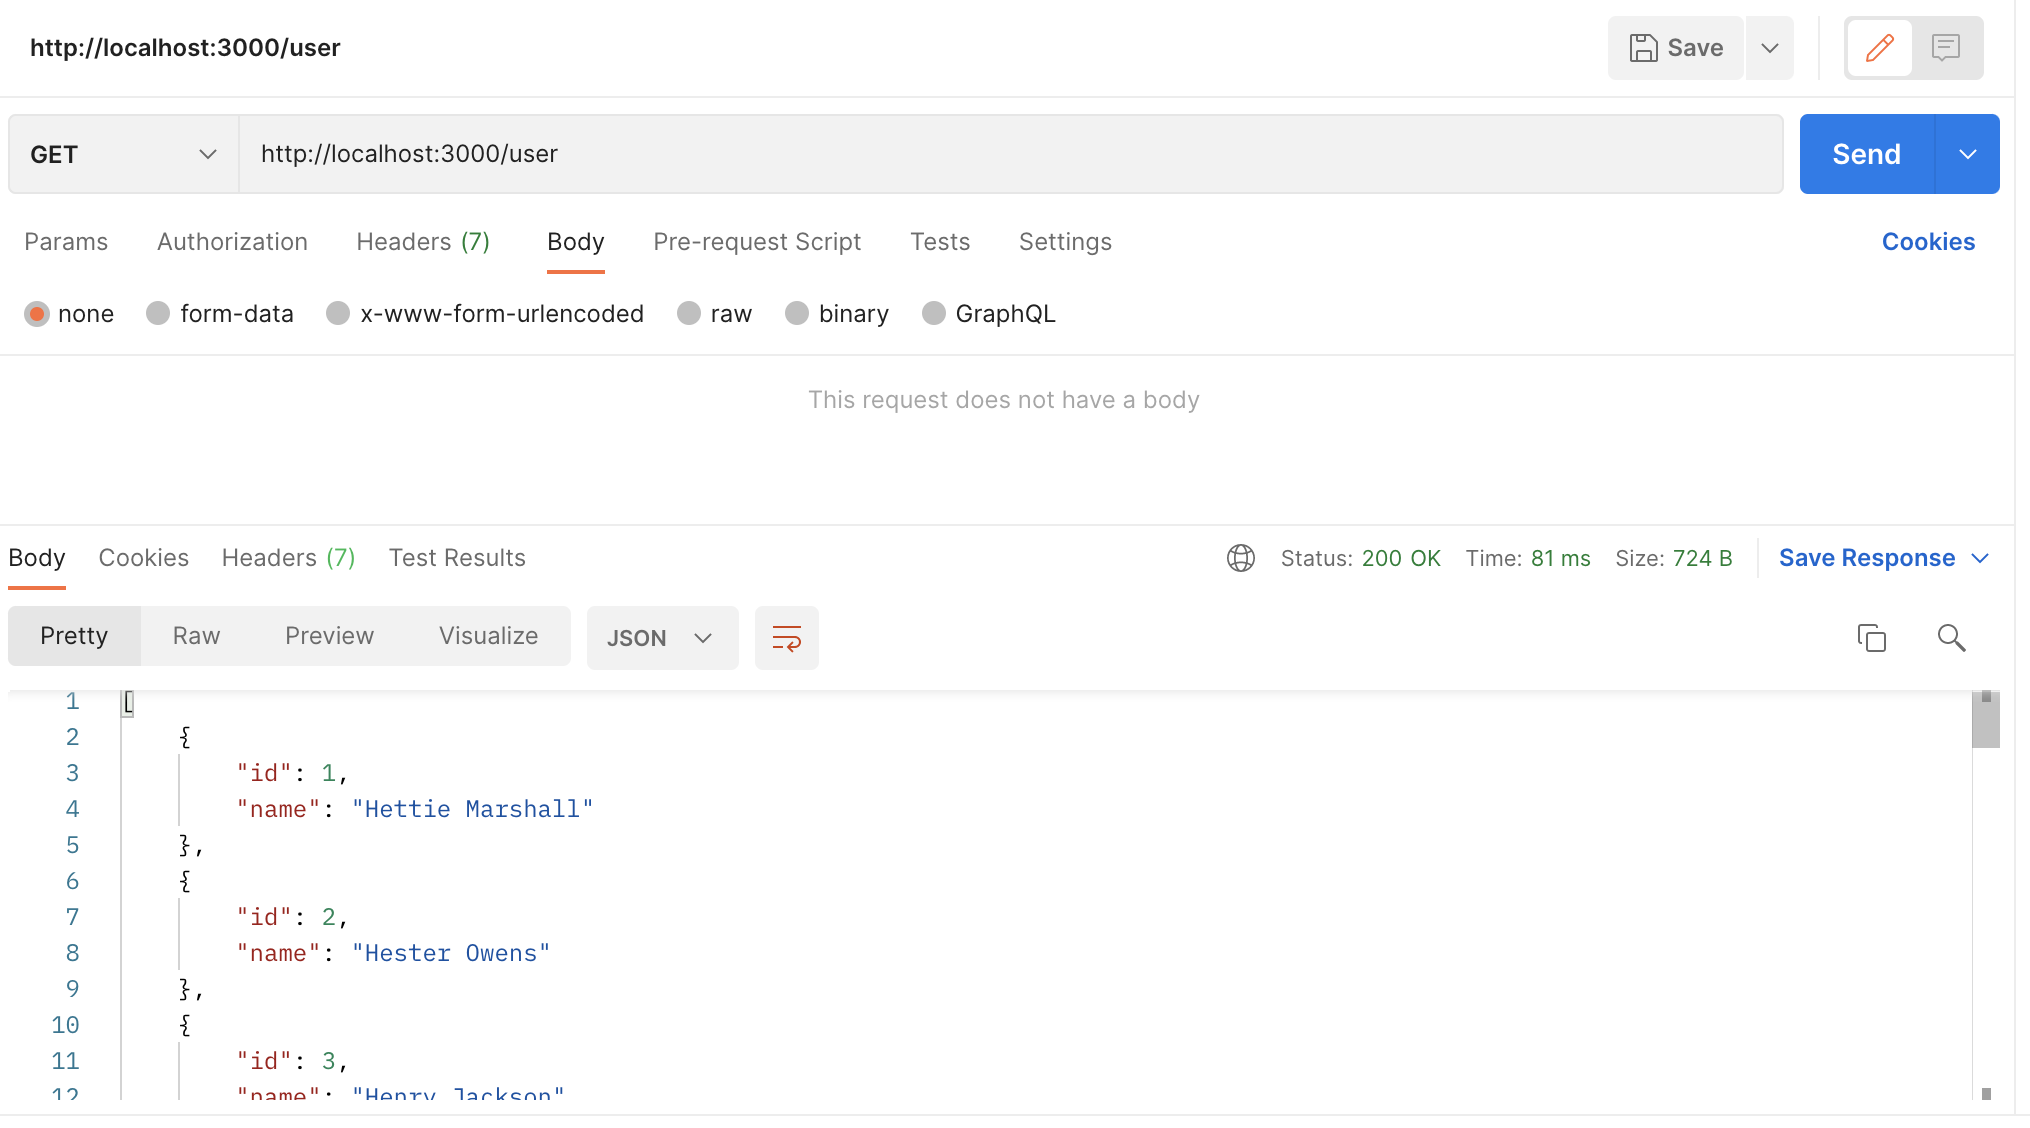 http://localhost:3000/user
Save
GET
http://localhost:3000/user
Send
Params Authorization Headers (7) Body Pre-request Script Tests Settings Cookies
none form-data x-www-form-urlencoded raw binary GraphQL
This request does not have a body
Body Cookies Headers (7) Test Results Status: 200 OK Time: 81 ms Size: 724 B Save Response
Pretty Raw Preview Visualize JSON
1 [
2 {
3 "id": 1,
4 "name": "Hettie Marshall"
5 },
6 {
7 "id": 2,
8 "name": "Hester Owens"
9 },
10 {
11 "id": 3,
12 "name": "Henry Jackson"